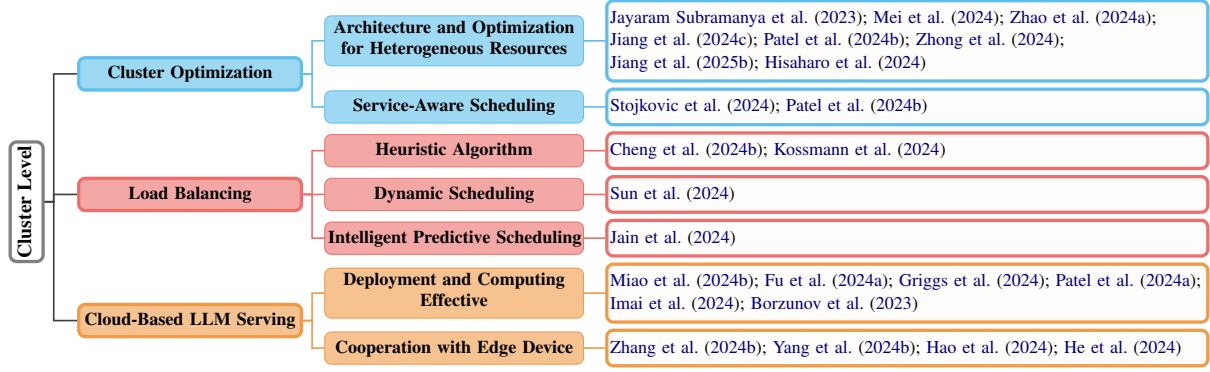 Cluster Level
Cluster Optimization
Architecture and Optimization
for Heterogeneous Resources
Jayaram Subramanya et al. (2023); Mei et al. (2024); Zhao et al. (2024a);
Jiang et al. (2024c); Patel et al. (2024b); Zhong et al. (2024);
Jiang et al. (2025b); Hisaharo et al. (2024)
Service-Aware Scheduling
Stojkovic et al. (2024); Patel et al. (2024b)
Load Balancing
Heuristic Algorithm
Cheng et al. (2024b); Kossmann et al. (2024)
Dynamic Scheduling
Sun et al. (2024)
Intelligent Predictive Scheduling
Jain et al. (2024)
Cloud-Based LLM Serving
Deployment and Computing
Effective
Miao et al. (2024b); Fu et al. (2024a); Griggs et al. (2024); Patel et al. (2024a);
Imai et al. (2024); Borzunov et al. (2023)
Cooperation with Edge Device
Zhang et al. (2024b); Yang et al. (2024b); Hao et al. (2024); He et al. (2024)